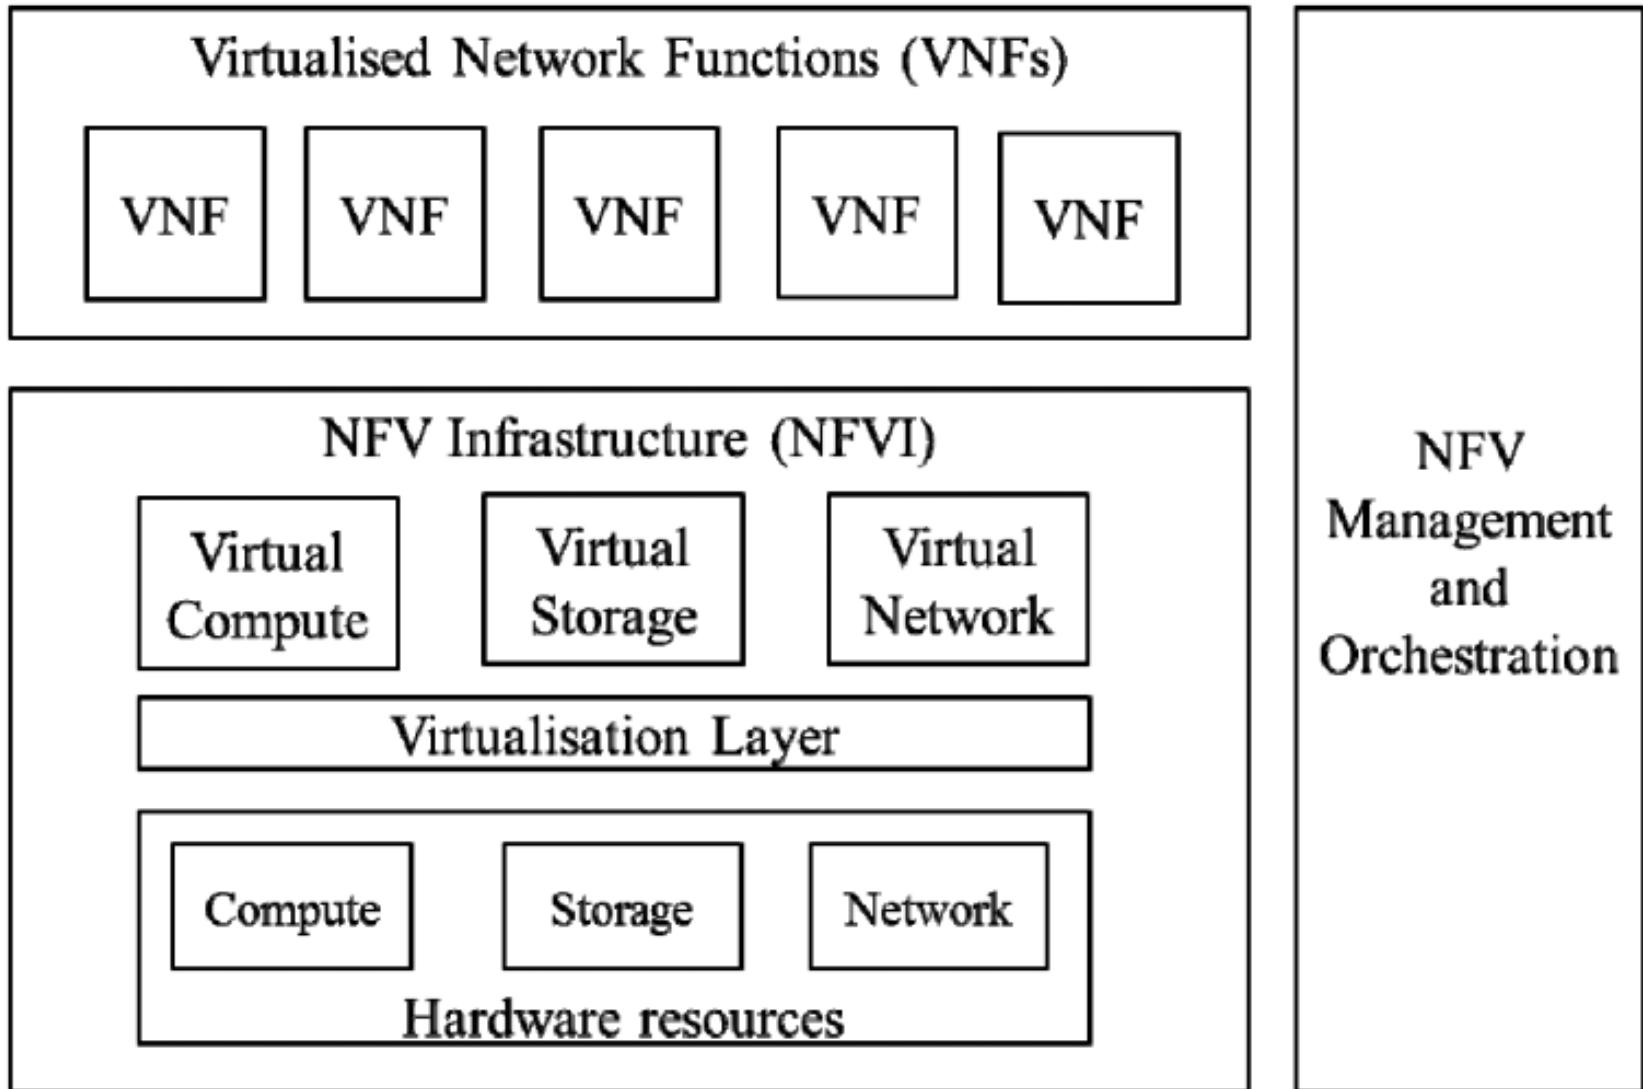 Virtualised Network Functions (VNFs)
VNF VNF VNF VNF VNF
NFV Infrastructure (NFVI)
Virtual
Compute
Virtual
Storage
Virtual
Network
Virtualisation Layer
Compute
Storage
Network
Hardware resources
NFV
Management
and
Orchestration